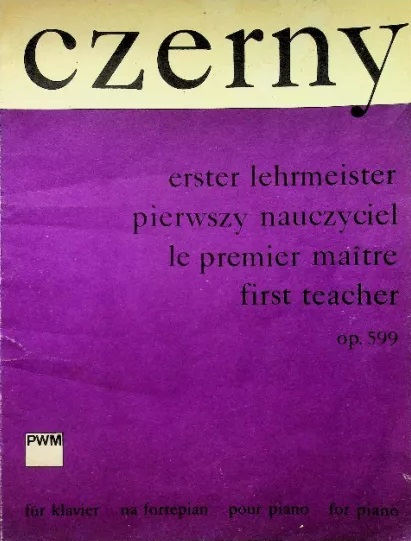 czerny
erster lehrmeister
pierwszy nauczyciel
le premier maître
first teacher
op. 599
PWM
für klavier na fortepian pour piano for piano